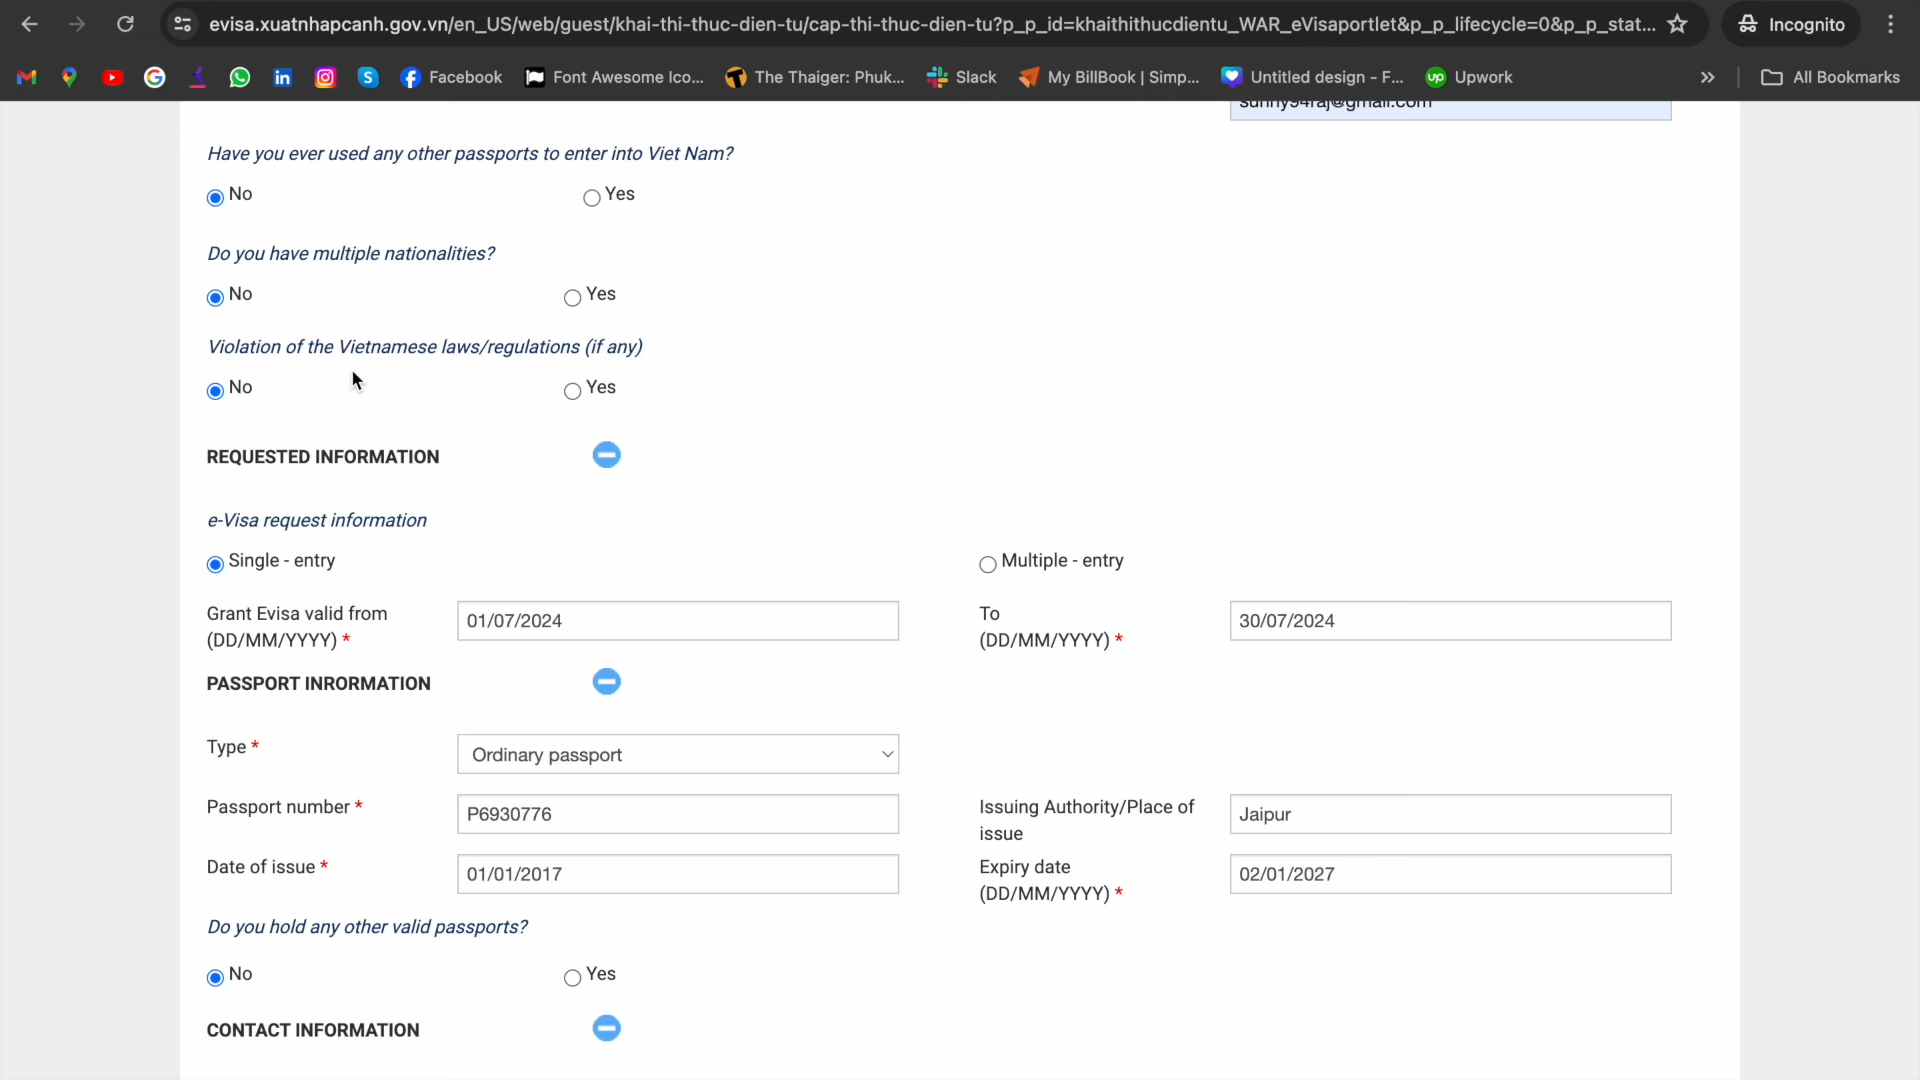 evisa.xuatnhapcanh.gov.vn/en_US/web/guest/khai-thi-thuc-dien-tu/cap-thi-thuc-dien-tu?p_p_id=khaithithucdientu_WAR_eVisaportlet&p_p_lifecycle=0&p_p_stat... Incognito
Facebook Font Awesome Ico... The Thaiger: Phuk... Slack My BillBook | Simp... Untitled design - F... Upwork » All Bookmarks
sunny94raj@gmail.com
Have you ever used any other passports to enter into Viet Nam?
No Yes
Do you have multiple nationalities?
No Yes
Violation of the Vietnamese laws/regulations (if any)
No Yes
REQUESTED INFORMATION
e-Visa request information
Single - entry Multiple - entry
Grant Evisa valid from 01/07/2024 To 30/07/2024
(DD/MM/YYYY) * (DD/MM/YYYY) *
PASSPORT INRORMATION
Type * Ordinary passport
Passport number * P6930776 Issuing Authority/Place of Jaipur
issue
Date of issue * 01/01/2017 Expiry date 02/01/2027
(DD/MM/YYYY) *
Do you hold any other valid passports?
No Yes
CONTACT INFORMATION